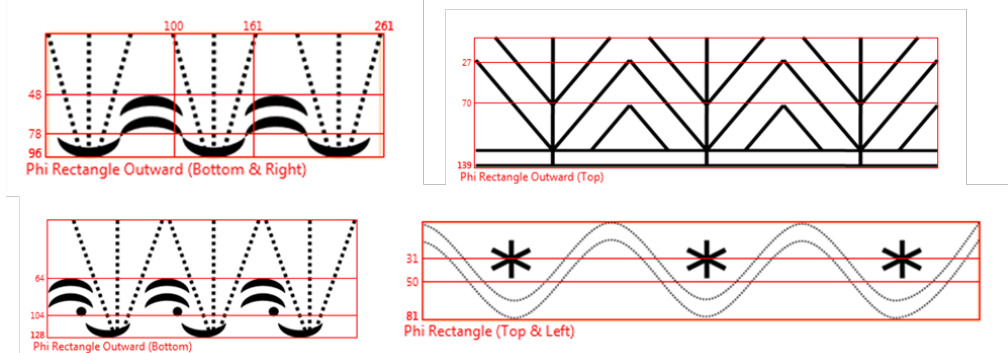 100 161 261
48
78
96
Phi Rectangle Outward (Bottom & Right)
27
70
139
Phi Rectangle Outward (Top)
64
104
128
Phi Rectangle Outward (Bottom)
31
50
81
Phi Rectangle (Top & Left)